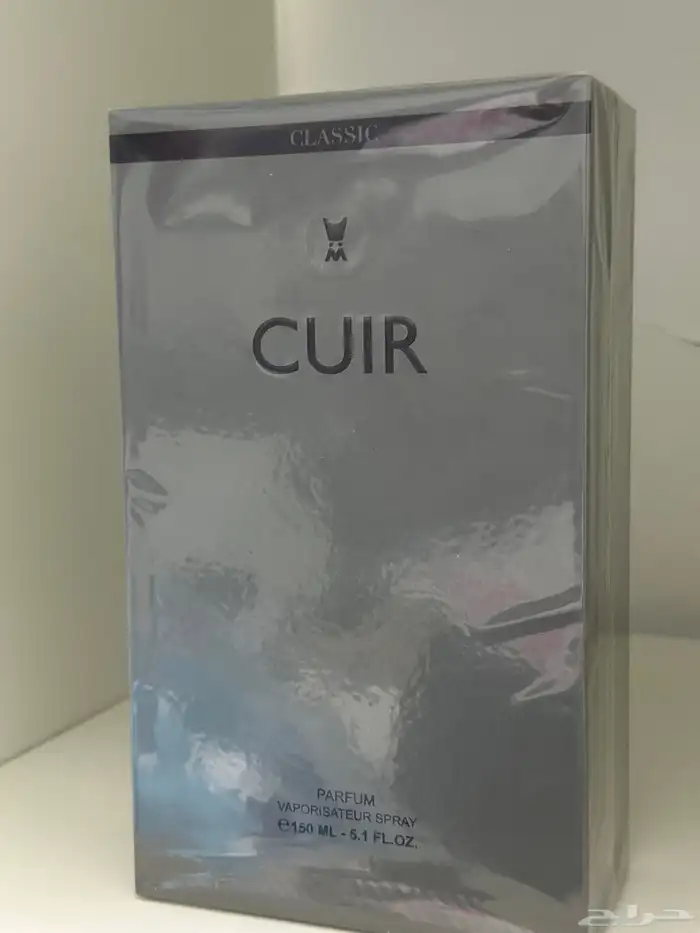 CLASSIC
CUIR
PARFUM
VAPORISATEUR SPRAY
℮150 ML - 5.1 FL.OZ.
حراج